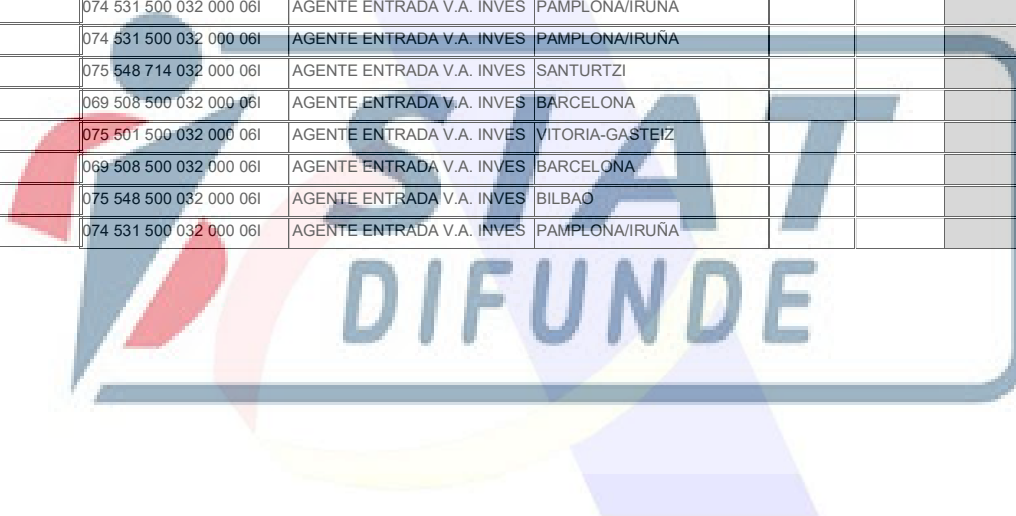 074 531 500 032 000 06I AGENTE ENTRADA V.A. INVES PAMPLONA/IRUÑA
074 531 500 032 000 06I AGENTE ENTRADA V.A. INVES PAMPLONA/IRUÑA
075 548 714 032 000 06I AGENTE ENTRADA V.A. INVES SANTURTZI
069 508 500 032 000 06I AGENTE ENTRADA V.A. INVES BARCELONA
075 501 500 032 000 06I AGENTE ENTRADA V.A. INVES VITORIA-GASTEIZ
069 508 500 032 000 06I AGENTE ENTRADA V.A. INVES BARCELONA
075 548 500 032 000 06I AGENTE ENTRADA V.A. INVES BILBAO
074 531 500 032 000 06I AGENTE ENTRADA V.A. INVES PAMPLONA/IRUÑA
SIAT
DIFUNDE